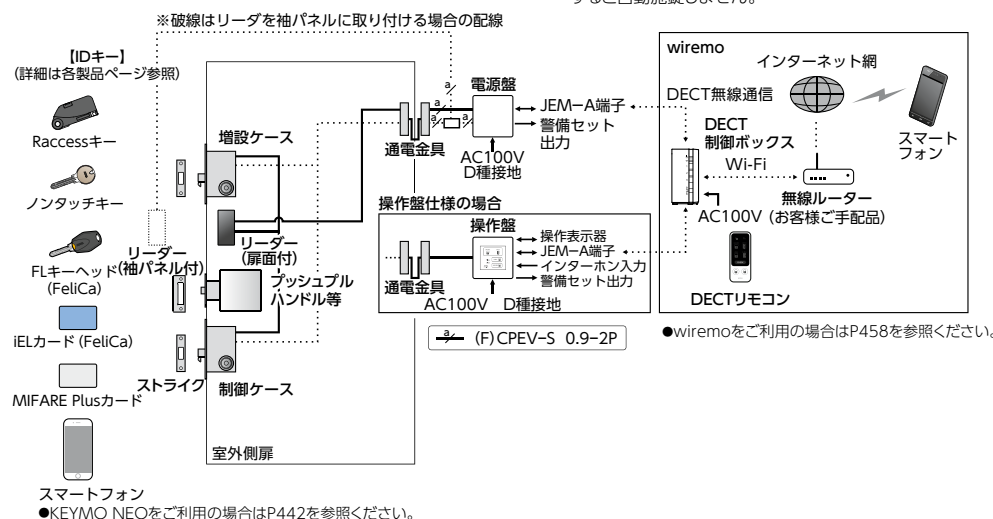 ※破線はリーダを袖パネルに取り付ける場合の配線
【IDキー】
(詳細は各製品ページ参照)
Raccessキー
ノンタッチキー
FLキーヘッド
(FeliCa)
iELカード(FeliCa)
MIFARE Plusカード
スマートフォン
●KEYMO NEOをご利用の場合はP442を参照ください。
リーダー
(袖パネル付)
ストライク
増設ケース
リーダー
(扉面付)
プッシュプル
ハンドル等
制御ケース
室外側扉
a
a
a
a
通電金具
電源盤
JEM-A端子
警備セット
出力
AC100V
D種接地
操作盤仕様の場合
操作盤
操作表示器
JEM-A端子
インターホン入力
警備セット出力
通電金具
AC100V D種接地
a (F)CPEV-S 0.9-2P
wiremo
インターネット網
DECT無線通信
DECT
制御ボックス
Wi-Fi
スマート
フォン
無線ルーター
AC100V (お客様ご手配品)
DECTリモコン
●wiremoをご利用の場合はP458を参照ください。